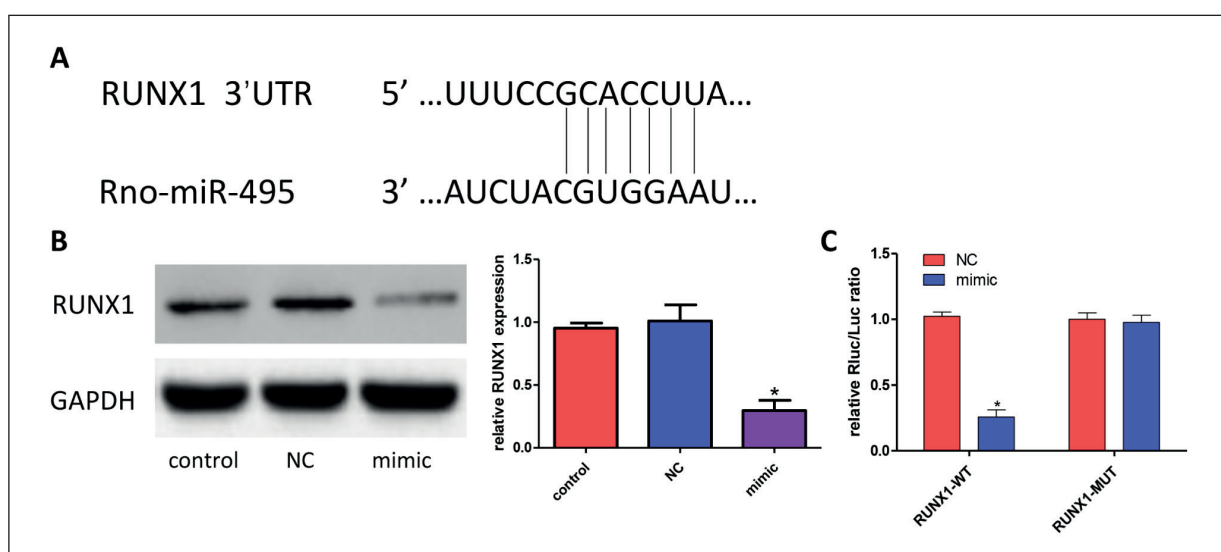 A
RUNX1 3'UTR 5' ...UUUCCGCACCUUA...
Rno-miR-495 3' ...AUCUACGUGGAAU...
B
RUNX1
GAPDH
control NC mimic
relative RUNX1 expression
1.5
1.0
0.5
0.0
*
control
NC
mimic
C
relative Rluc/Luc ratio
1.5
1.0
0.5
0.0
NC
mimic
*
RUNX1-WT
RUNX1-MUT